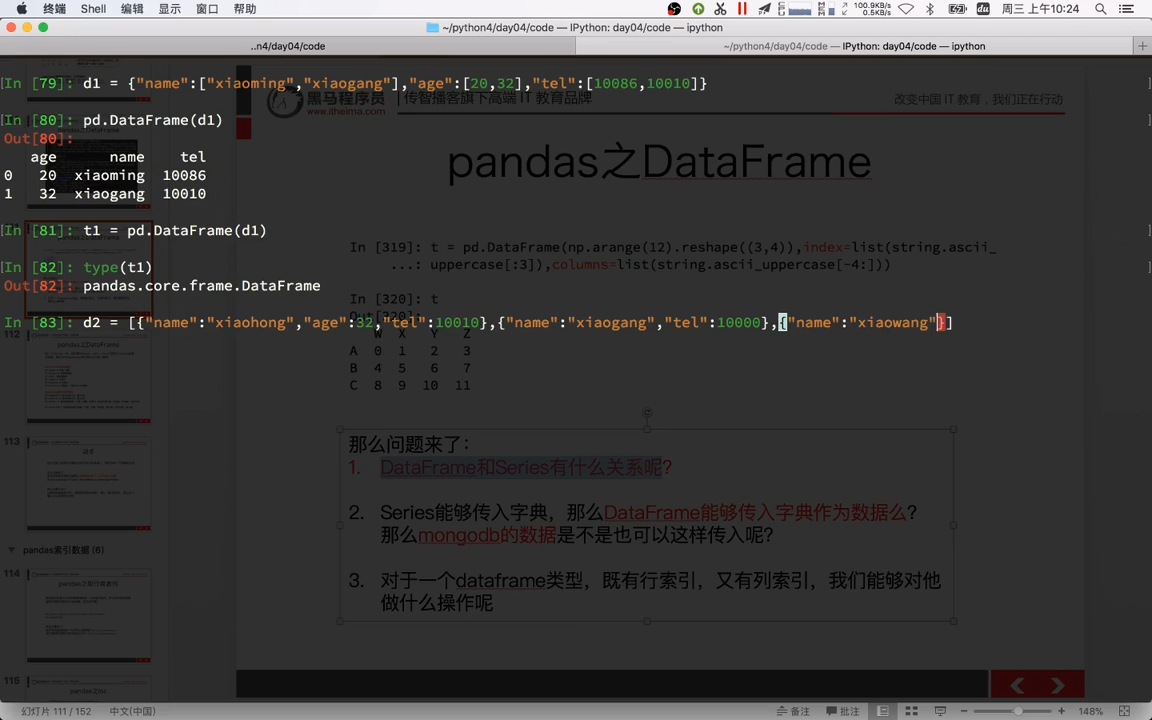 终端 Shell 编辑 显示 窗口 帮助 100.9KB/s 0.5KB/s 周三 上午10:24
~/python4/day04/code — IPython: day04/code — ipython
..n4/day04/code
~/python4/day04/code — IPython: day04/code — ipython
In [79]: d1 = {"name":["xiaoming","xiaogang"],"age":[20,32],"tel":[10086,10010]}
黑马程序员 传智播客旗下高端IT教育品牌
www.itheima.com
改变中国IT教育，我们正在行动
In [80]: pd.DataFrame(d1)
Out[80]:
age name tel
0 20 xiaoming 10086
1 32 xiaogang 10010
In [81]: t1 = pd.DataFrame(d1)
In [82]: type(t1)
Out[82]: pandas.core.frame.DataFrame
In [83]: d2 = [{"name":"xiaohong","age":32,"tel":10010},{"name":"xiaogang","tel":10000},{"name":"xiaowang"}]
pandas之DataFrame
In [319]: t = pd.DataFrame(np.arange(12).reshape((3,4)),index=list(string.ascii_
...: uppercase[:3]),columns=list(string.ascii_uppercase[-4:]))
In [320]: t
Out[320]:
W X Y Z
A 0 1 2 3
B 4 5 6 7
C 8 9 10 11
那么问题来了：
1. DataFrame和Series有什么关系呢?
2. Series能够传入字典，那么DataFrame能够传入字典作为数据么?
那么mongodb的数据是不是也可以这样传入呢?
3. 对于一个dataframe类型，既有行索引，又有列索引，我们能够对他
做什么操作呢
112
113
pandas索引数据 (6)
114
115
幻灯片 111 / 152 中文(中国) 备注 批注 148%